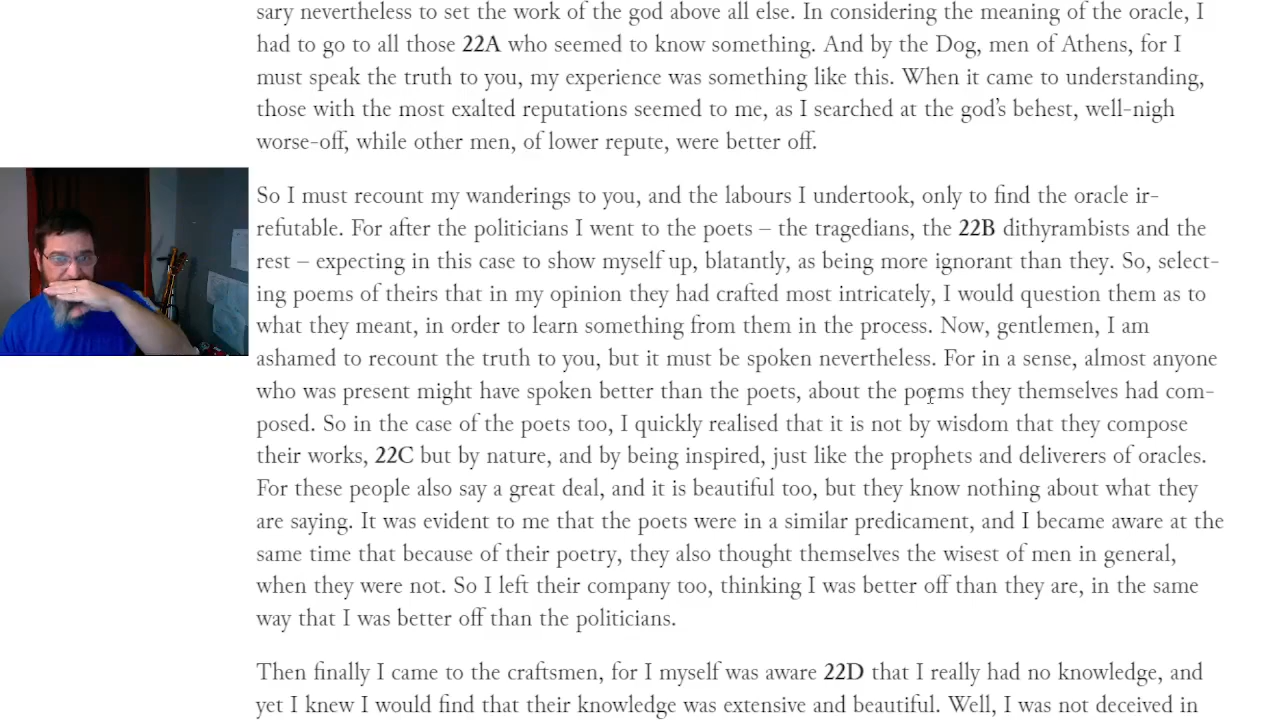 sary nevertheless to set the work of the god above all else. In considering the meaning of the oracle, I
had to go to all those 22A who seemed to know something. And by the Dog, men of Athens, for I
must speak the truth to you, my experience was something like this. When it came to understanding,
those with the most exalted reputations seemed to me, as I searched at the god's behest, well-nigh
worse-off, while other men, of lower repute, were better off.
So I must recount my wanderings to you, and the labours I undertook, only to find the oracle ir-
refutable. For after the politicians I went to the poets – the tragedians, the 22B dithyrambists and the
rest – expecting in this case to show myself up, blatantly, as being more ignorant than they. So, select-
ing poems of theirs that in my opinion they had crafted most intricately, I would question them as to
what they meant, in order to learn something from them in the process. Now, gentlemen, I am
ashamed to recount the truth to you, but it must be spoken nevertheless. For in a sense, almost anyone
who was present might have spoken better than the poets, about the poems they themselves had com-
posed. So in the case of the poets too, I quickly realised that it is not by wisdom that they compose
their works, 22C but by nature, and by being inspired, just like the prophets and deliverers of oracles.
For these people also say a great deal, and it is beautiful too, but they know nothing about what they
are saying. It was evident to me that the poets were in a similar predicament, and I became aware at the
same time that because of their poetry, they also thought themselves the wisest of men in general,
when they were not. So I left their company too, thinking I was better off than they are, in the same
way that I was better off than the politicians.
Then finally I came to the craftsmen, for I myself was aware 22D that I really had no knowledge, and
yet I knew I would find that their knowledge was extensive and beautiful. Well, I was not deceived in